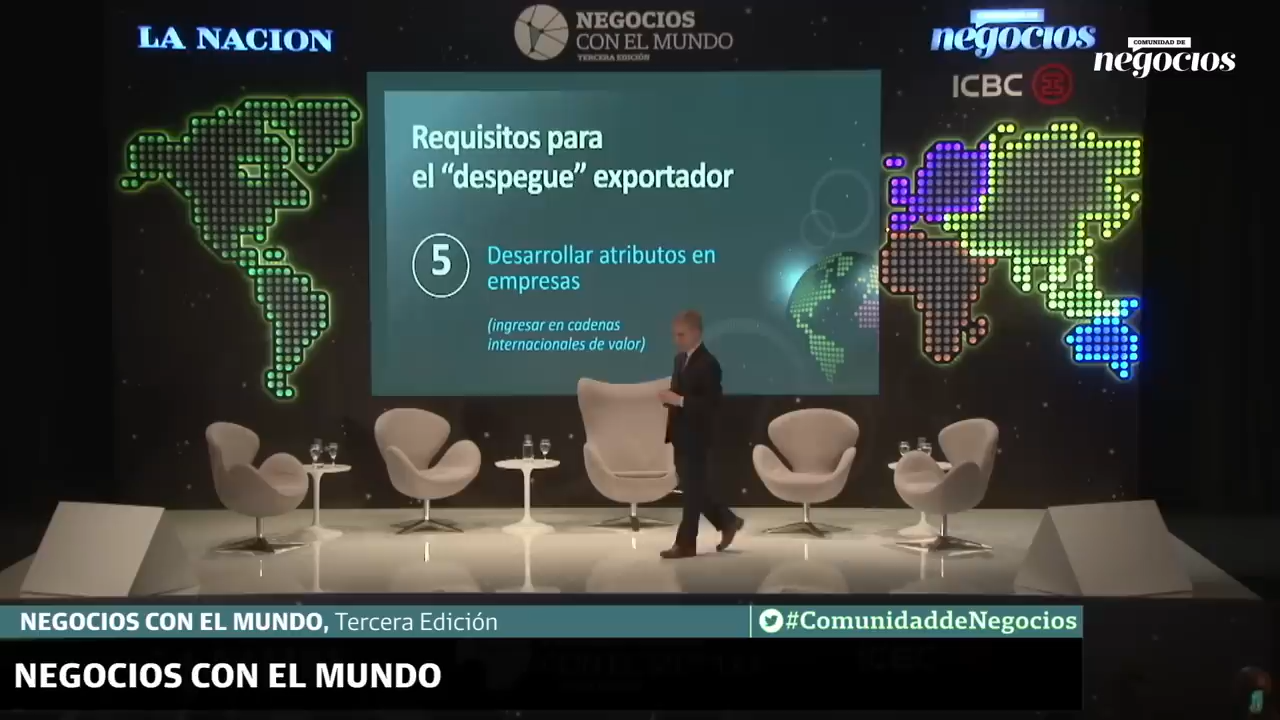 LA NACION
NEGOCIOS
CON EL MUNDO
TERCERA EDICIÓN
negocios
COMUNIDAD DE
negocios
ICBC
Requisitos para
el “despegue” exportador
5
Desarrollar atributos en
empresas
(ingresar en cadenas
internacionales de valor)
NEGOCIOS CON EL MUNDO, Tercera Edición
#ComunidaddeNegocios
NEGOCIOS CON EL MUNDO